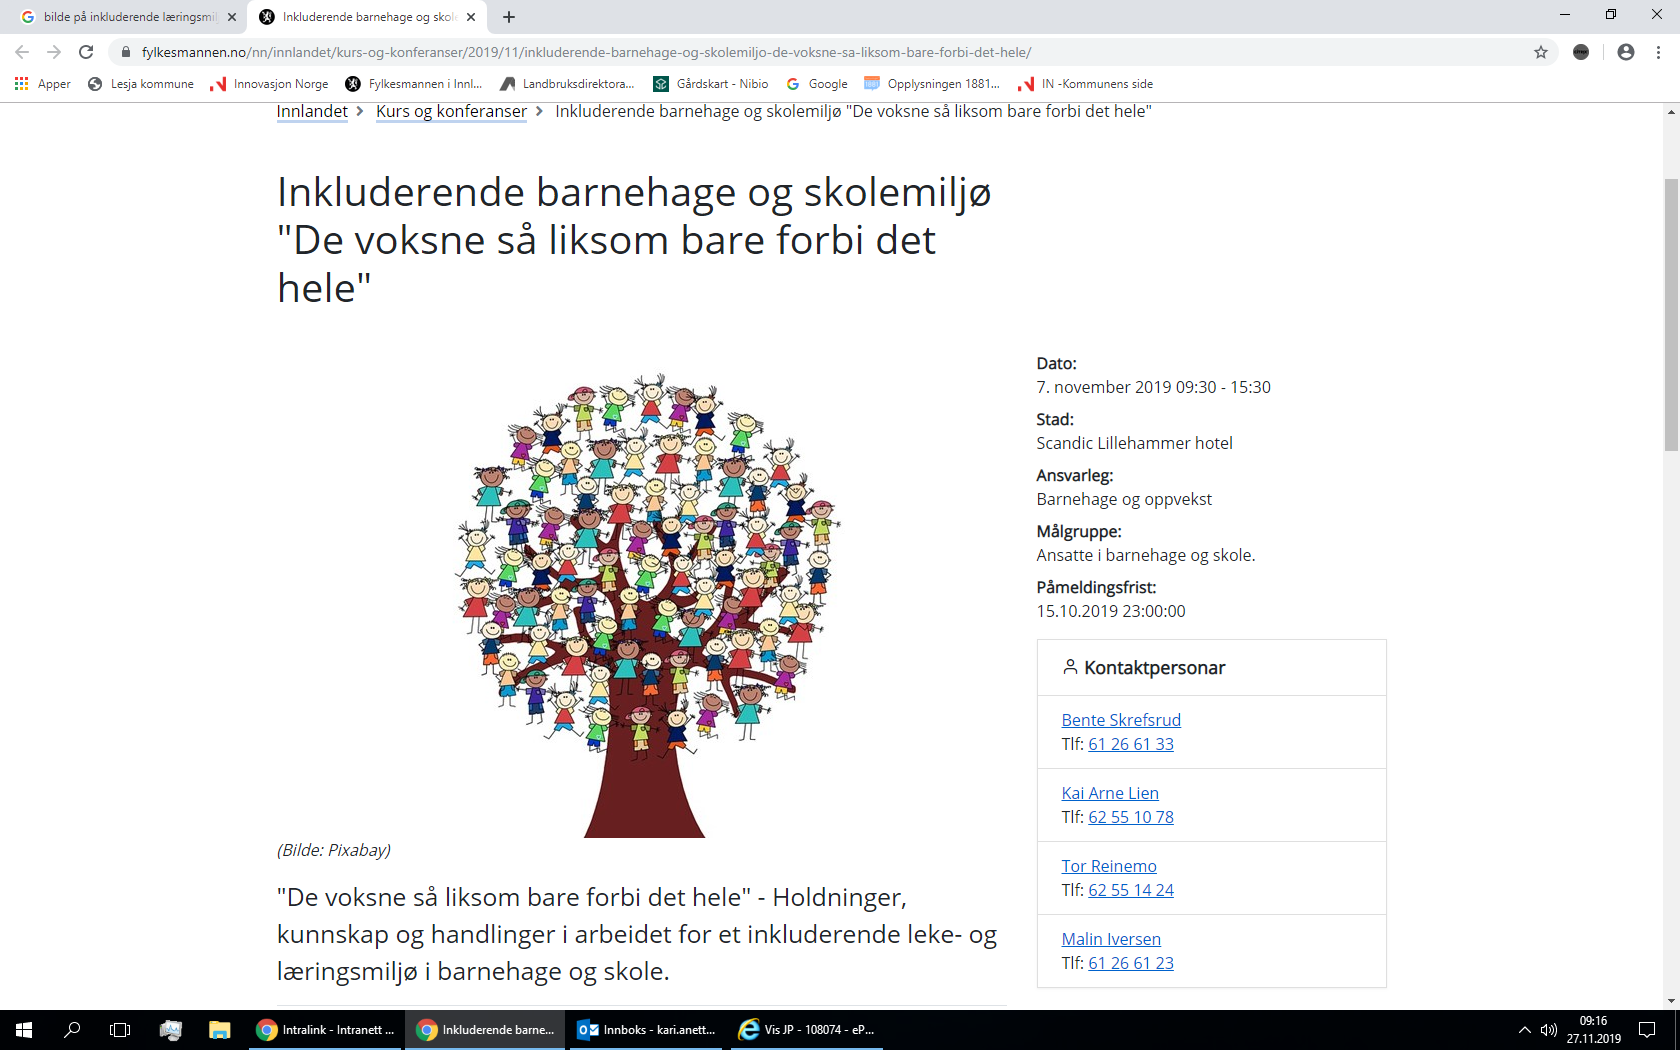 bilde på inkluderende læringsmil
Inkluderende barnehage og skole
fylkesmannen.no/nn/innlandet/kurs-og-konferanser/2019/11/inkluderende-barnehage-og-skolemiljo-de-voksne-sa-liksom-bare-forbi-det-hele/
Apper
Lesja kommune
Innovasjon Norge
Fylkesmannen i Innl...
Landbruksdirektora...
Gårdskart - Nibio
Google
Opplysningen 1881...
IN -Kommunens side
Innlandet > Kurs og konferanser > Inkluderende barnehage og skolemiljø "De voksne så liksom bare forbi det hele"
Inkluderende barnehage og skolemiljø
"De voksne så liksom bare forbi det
hele"
(Bilde: Pixabay)
"De voksne så liksom bare forbi det hele" - Holdninger,
kunnskap og handlinger i arbeidet for et inkluderende leke- og
læringsmiljø i barnehage og skole.
Dato:
7. november 2019 09:30 - 15:30
Stad:
Scandic Lillehammer hotel
Ansvarleg:
Barnehage og oppvekst
Målgruppe:
Ansatte i barnehage og skole.
Påmeldingsfrist:
15.10.2019 23:00:00
Kontaktpersonar
Bente Skrefsrud
Tlf: 61 26 61 33
Kai Arne Lien
Tlf: 62 55 10 78
Tor Reinemo
Tlf: 62 55 14 24
Malin Iversen
Tlf: 61 26 61 23
Intralink - Intranett ...
Inkluderende barne...
Innboks - kari.anett...
Vis JP - 108074 - eP...
09:16
27.11.2019